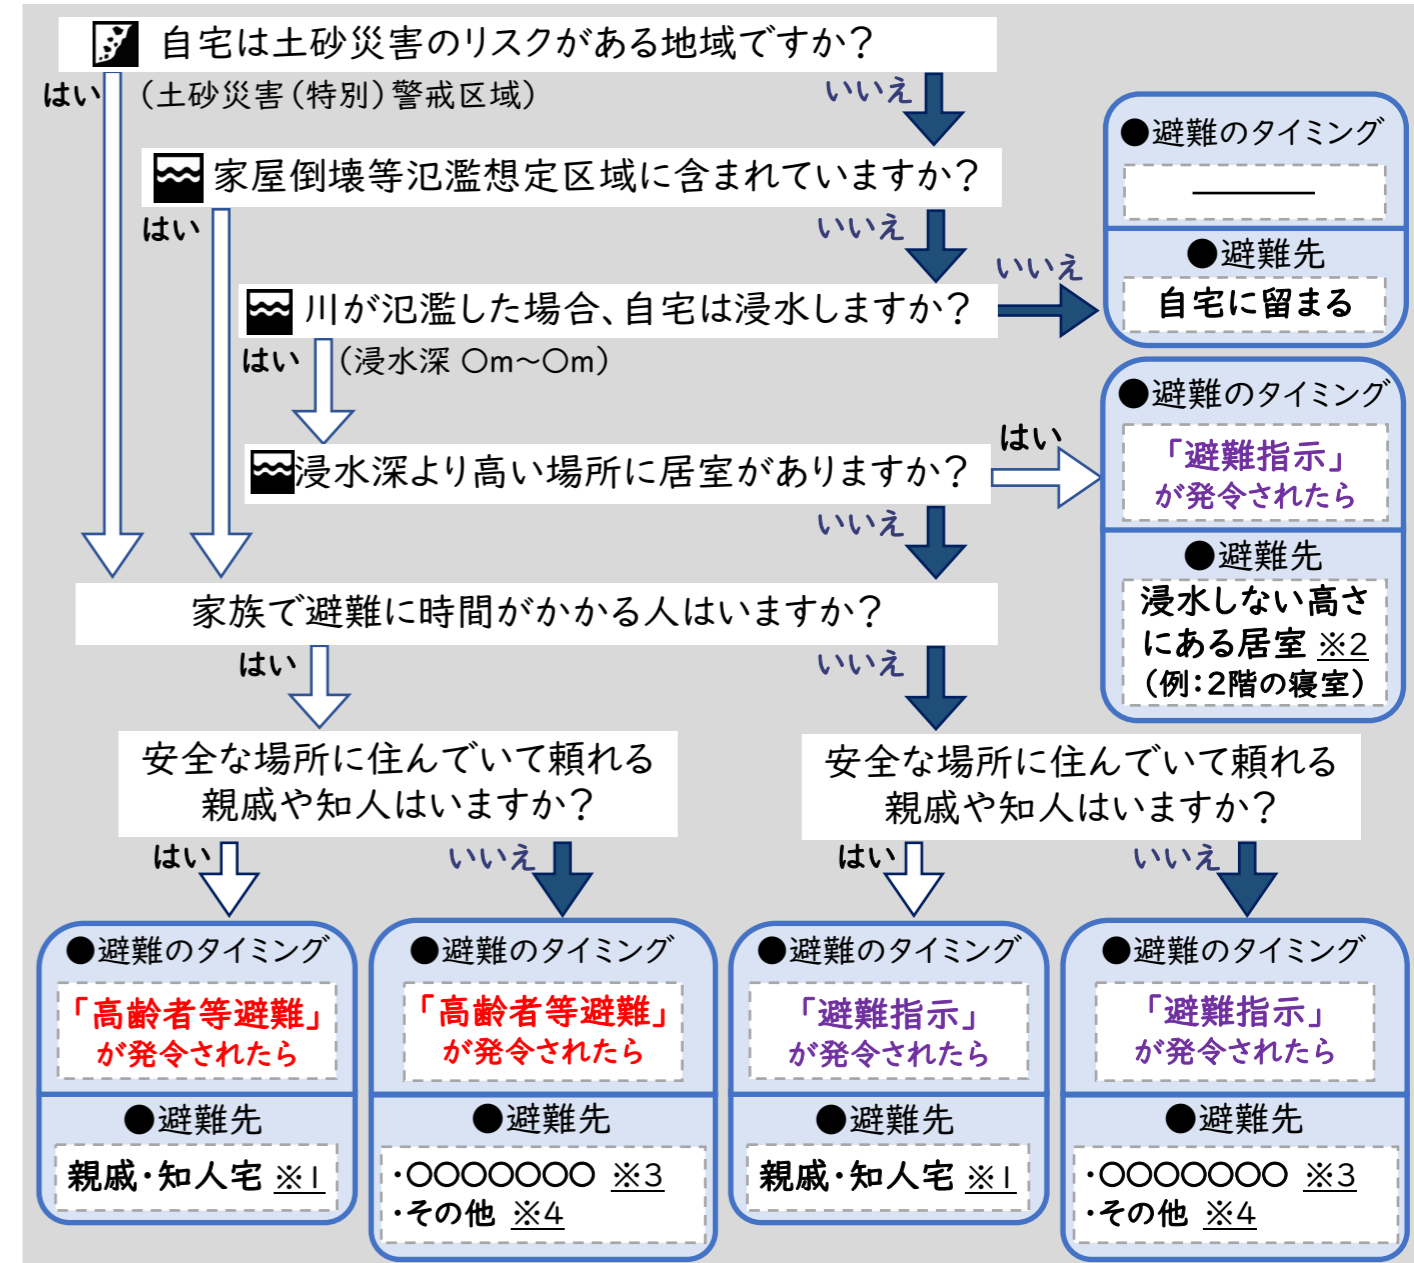 自宅は土砂災害のリスクがある地域ですか？
はい
（土砂災害（特別）警戒区域）
いいえ
家屋倒壊等氾濫想定区域に含まれていますか？
はい
いいえ
川が氾濫した場合、自宅は浸水しますか？
いいえ
はい
（浸水深 〇m～〇m）
●避難のタイミング
●避難先
自宅に留まる
浸水深より高い場所に居室がありますか？
はい
いいえ
●避難のタイミング
「避難指示」
が発令されたら
●避難先
浸水しない高さ
にある居室 ※2
（例：2階の寝室）
家族で避難に時間がかかる人はいますか？
はい
いいえ
安全な場所に住んでいて頼れる
親戚や知人はいますか？
はい
いいえ
安全な場所に住んでいて頼れる
親戚や知人はいますか？
はい
いいえ
●避難のタイミング
「高齢者等避難」
が発令されたら
●避難先
親戚・知人宅 ※1
●避難のタイミング
「高齢者等避難」
が発令されたら
●避難先
・〇〇〇〇〇〇〇 ※3
・その他 ※4
●避難のタイミング
「避難指示」
が発令されたら
●避難先
親戚・知人宅 ※1
●避難のタイミング
「避難指示」
が発令されたら
●避難先
・〇〇〇〇〇〇〇 ※3
・その他 ※4